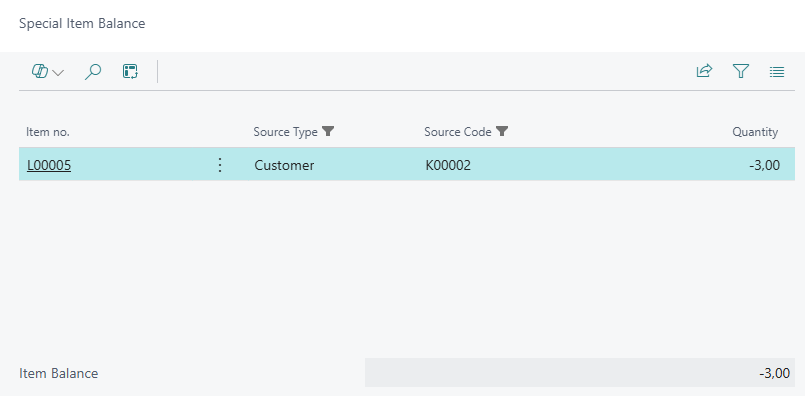 Special Item Balance
Item no. Source Type Source Code Quantity
L00005 Customer K00002 -3,00
Item Balance -3,00